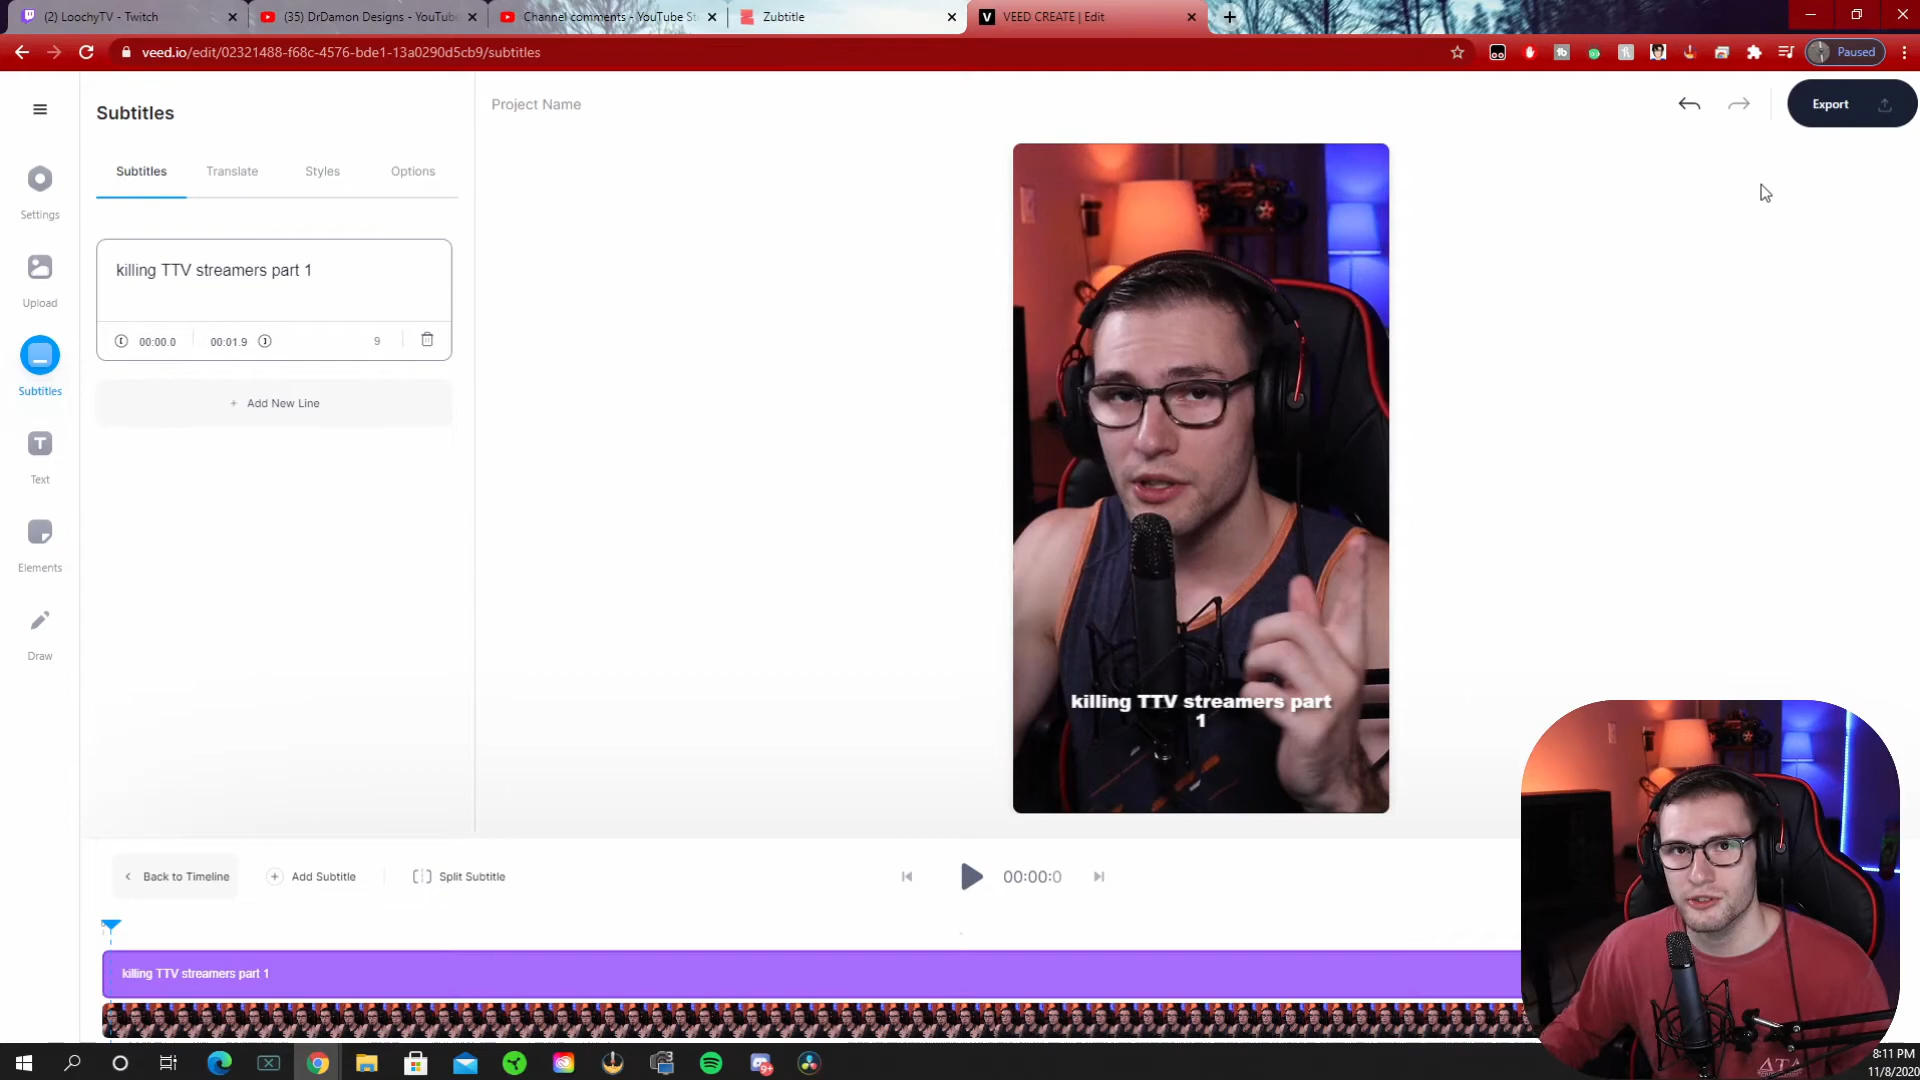 (2) LoochyTV - Twitch
(35) DrDamon Designs - YouTube
Channel comments - YouTube St
Zubtitle
VEED CREATE | Edit
veed.io/edit/02321488-f68c-4576-bde1-13a0290d5cb9/subtitles
Paused
Subtitles
Project Name
Export
Subtitles
Translate
Styles
Options
Settings
Upload
Subtitles
Text
Elements
Draw
killing TTV streamers part 1
00:00.0
00:01.9
9
+ Add New Line
killing TTV streamers part
1
Back to Timeline
Add Subtitle
Split Subtitle
00:00:0
killing TTV streamers part 1
8:11 PM
11/8/2020